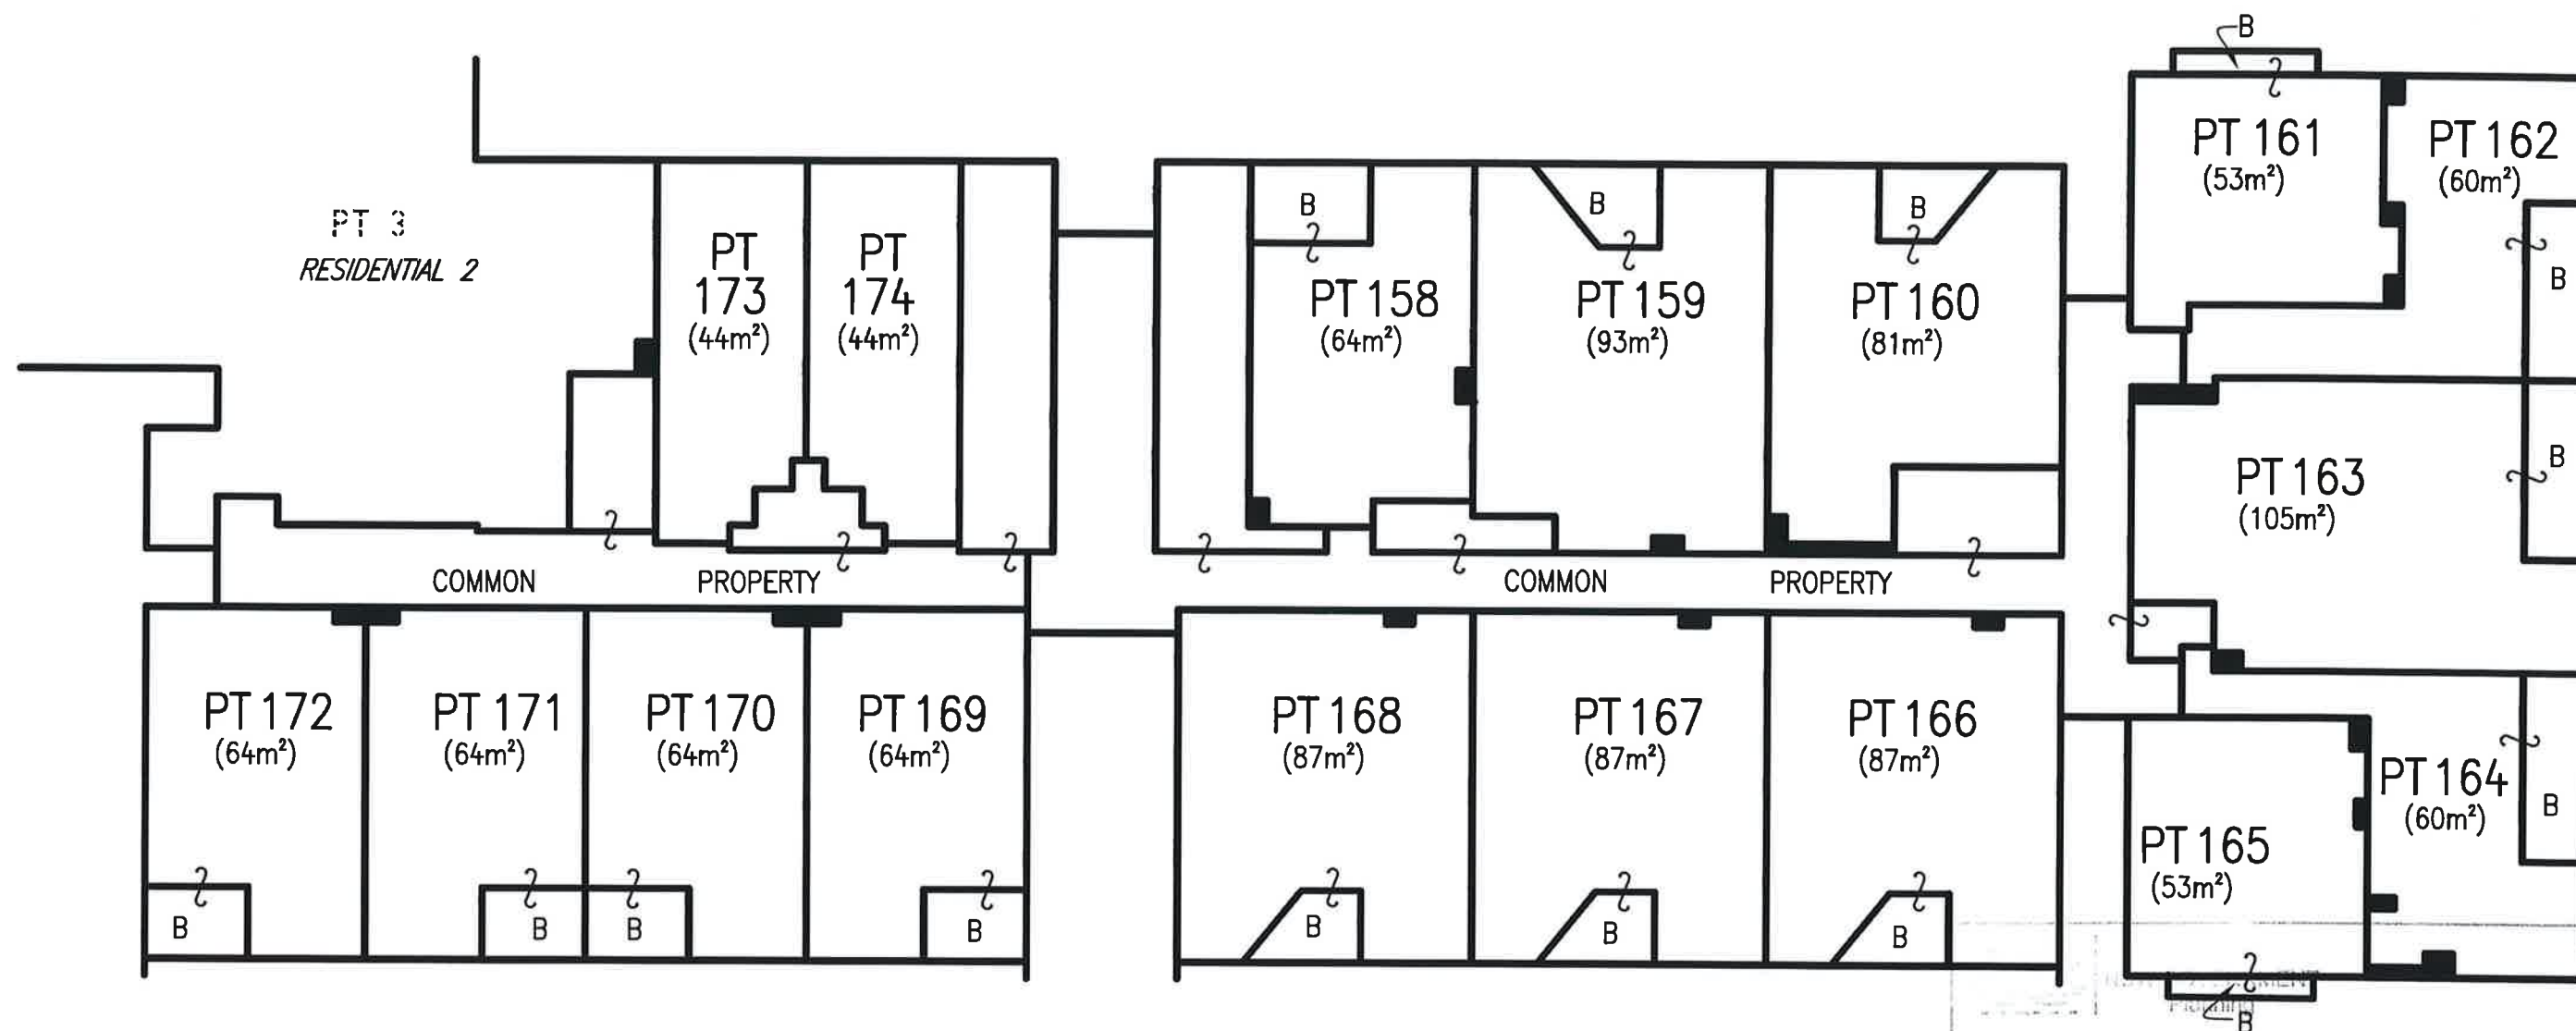 B
PT 161
(53m²)
PT 162
(60m²)
B
PT 3
RESIDENTIAL 2
PT
173
(44m²)
PT
174
(44m²)
B
PT 158
(64m²)
B
PT 159
(93m²)
B
PT 160
(81m²)
B
PT 163
(105m²)
COMMON PROPERTY
COMMON PROPERTY
PT 172
(64m²)
B
PT 171
(64m²)
B
PT 170
(64m²)
B
PT 169
(64m²)
B
PT 168
(87m²)
B
PT 167
(87m²)
B
PT 166
(87m²)
B
PT 164
(60m²)
B
PT 165
(53m²)
Planning
B